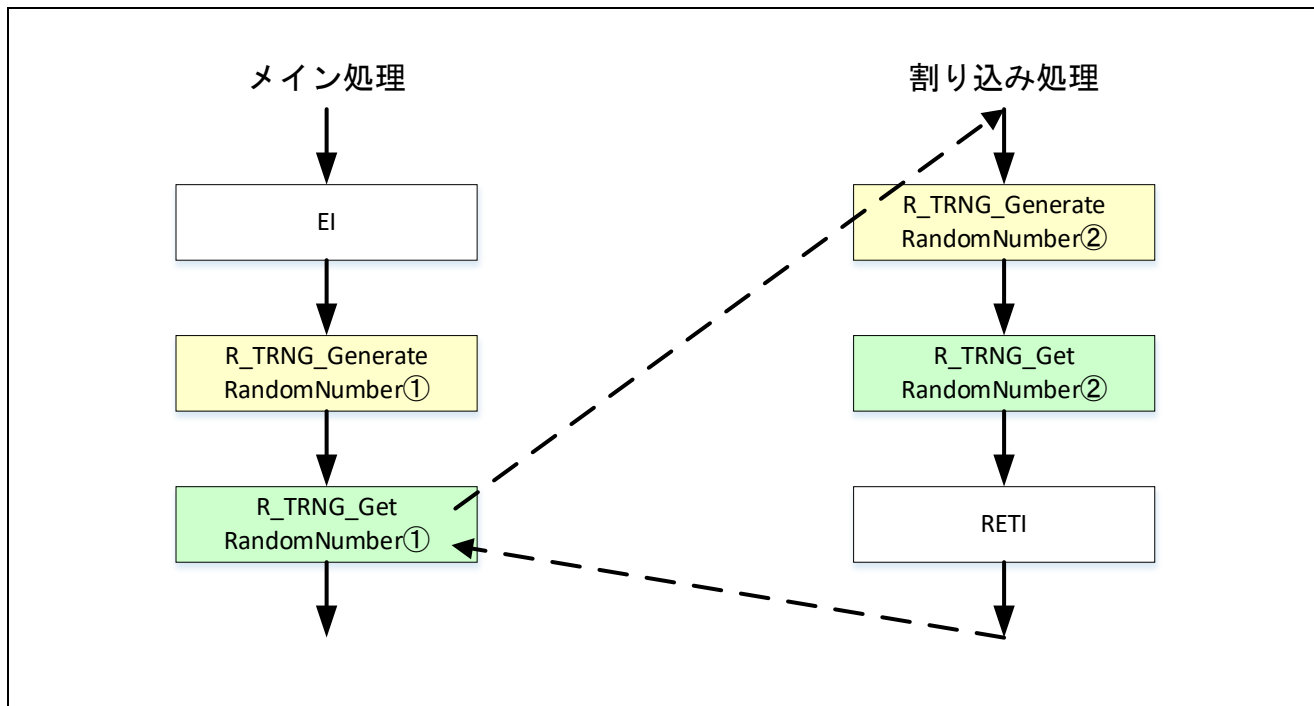 メイン処理
EI
R_TRNG_Generate
RandomNumber①
R_TRNG_Get
RandomNumber①
割り込み処理
R_TRNG_Generate
RandomNumber②
R_TRNG_Get
RandomNumber②
RETI